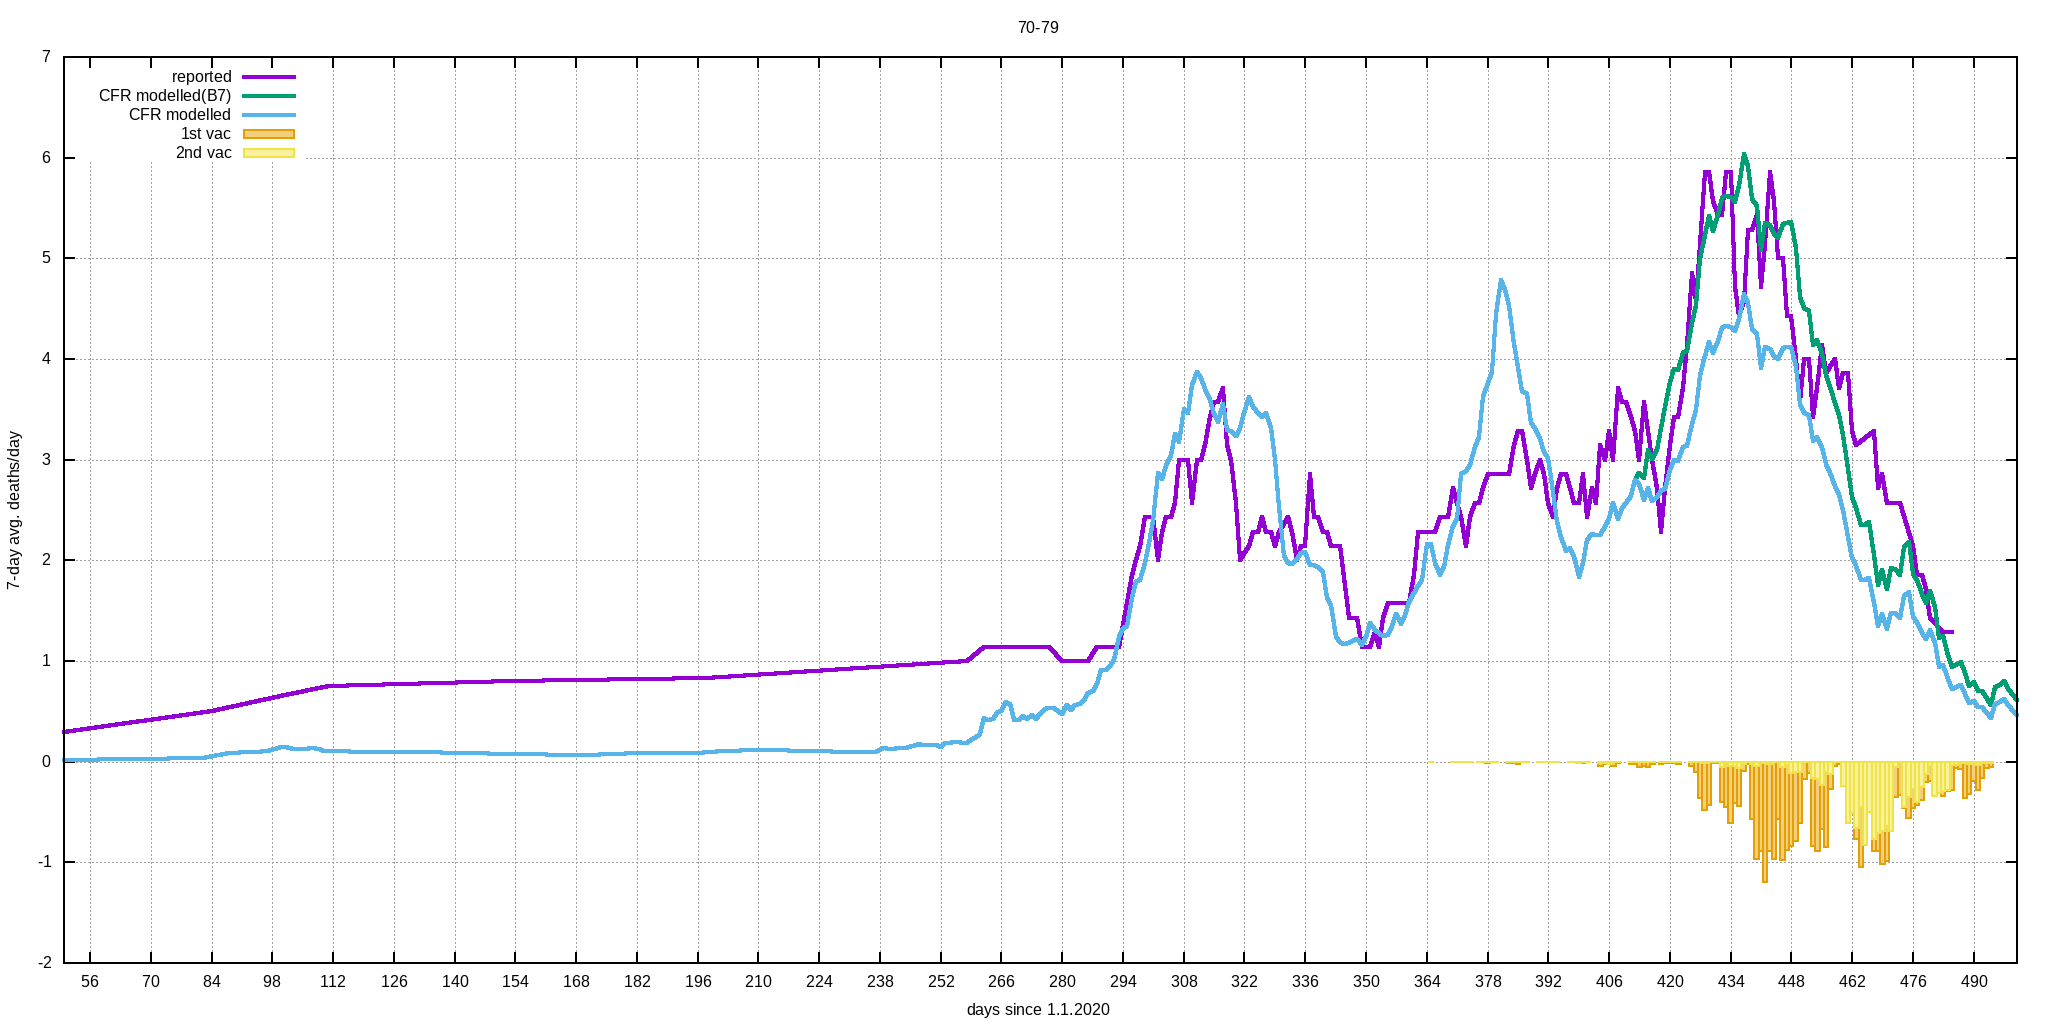 70-79
reported
CFR modelled(B7)
CFR modelled
1st vac
2nd vac
7
6
5
4
3
2
1
0
-1
-2
7-day avg. deaths/day
56 70 84 98 112 126 140 154 168 182 196 210 224 238 252 266 280 294 308 322 336 350 364 378 392 406 420 434 448 462 476 490
days since 1.1.2020